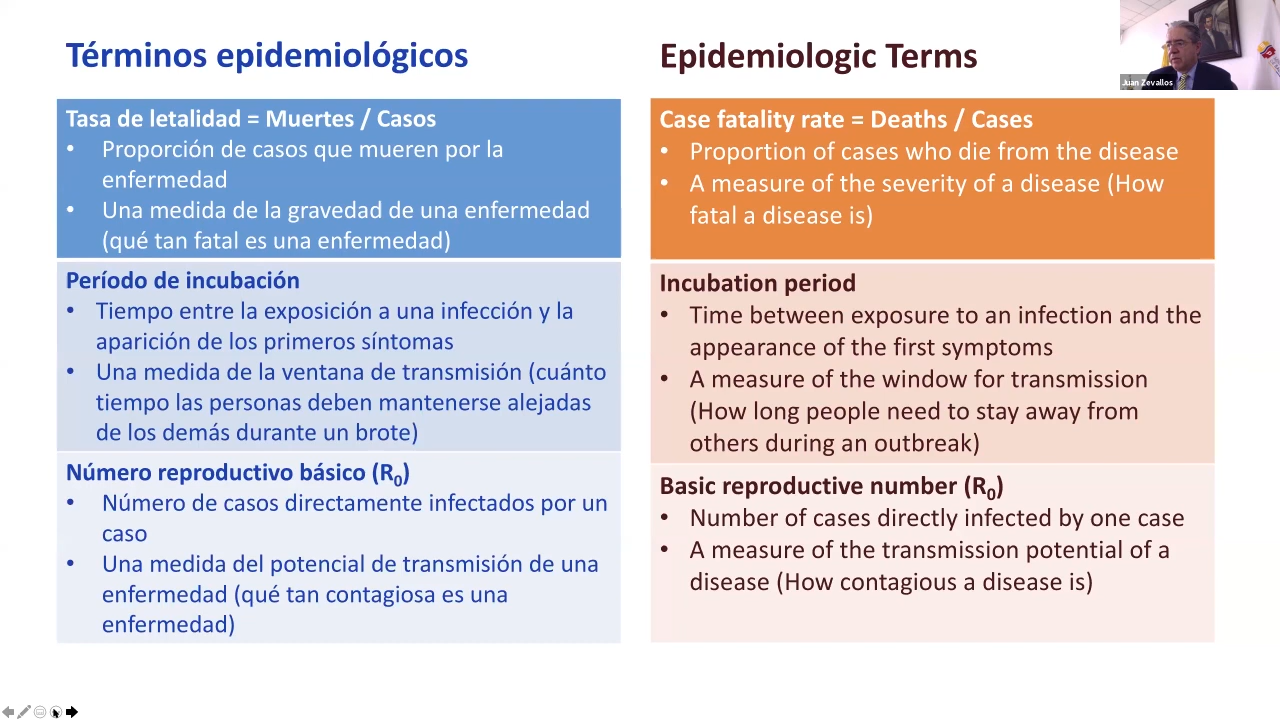 Términos epidemiológicos
Tasa de letalidad = Muertes / Casos
• Proporción de casos que mueren por la
enfermedad
• Una medida de la gravedad de una enfermedad
(qué tan fatal es una enfermedad)
Período de incubación
• Tiempo entre la exposición a una infección y la
aparición de los primeros síntomas
• Una medida de la ventana de transmisión (cuánto
tiempo las personas deben mantenerse alejadas
de los demás durante un brote)
Número reproductivo básico (R₀)
• Número de casos directamente infectados por un
caso
• Una medida del potencial de transmisión de una
enfermedad (qué tan contagiosa es una
enfermedad)
Epidemiologic Terms
Case fatality rate = Deaths / Cases
• Proportion of cases who die from the disease
• A measure of the severity of a disease (How
fatal a disease is)
Incubation period
• Time between exposure to an infection and the
appearance of the first symptoms
• A measure of the window for transmission
(How long people need to stay away from
others during an outbreak)
Basic reproductive number (R₀)
• Number of cases directly infected by one case
• A measure of the transmission potential of a
disease (How contagious a disease is)
Juan Zevallos